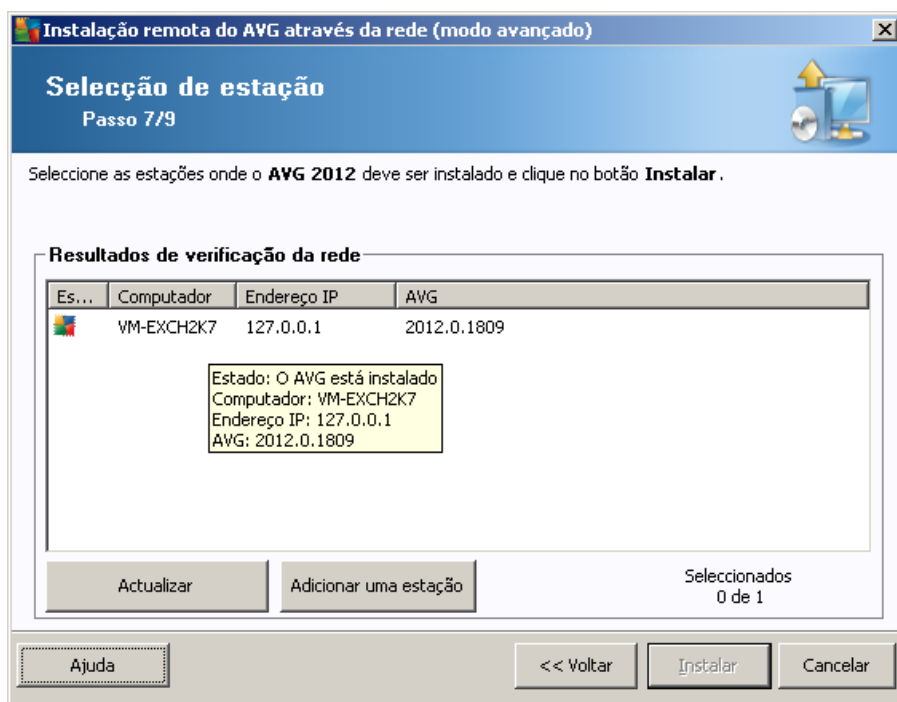 Instalação remota do AVG através da rede (modo avançado)
Selecção de estação
Passo 7/9
Seleccione as estações onde o AVG 2012 deve ser instalado e clique no botão Instalar.
Resultados de verificação da rede
Es... Computador Endereço IP AVG
VM-EXCH2K7 127.0.0.1 2012.0.1809
Estado: O AVG está instalado
Computador: VM-EXCH2K7
Endereço IP: 127.0.0.1
AVG: 2012.0.1809
Actualizar Adicionar uma estação Seleccionados
0 de 1
Ajuda << Voltar Instalar Cancelar